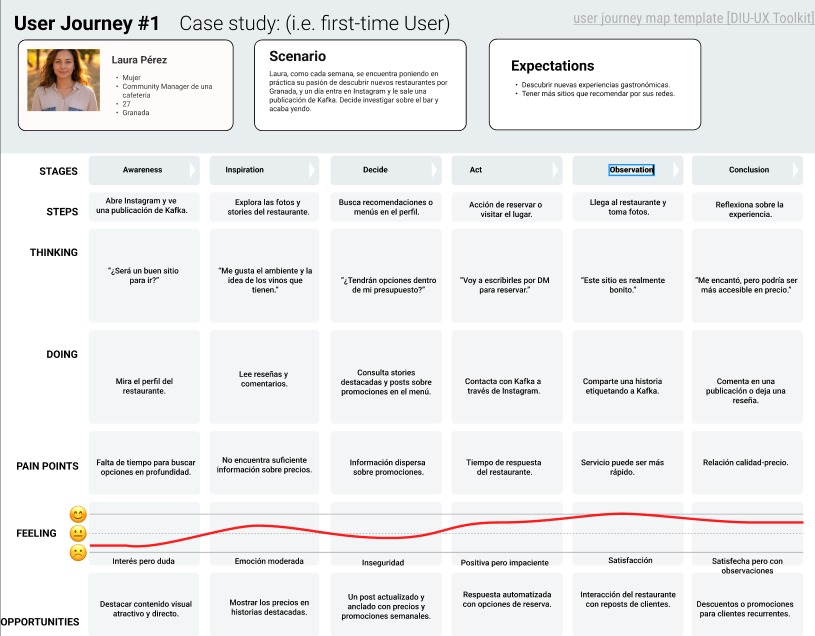 User Journey #1 Case study: (i.e. first-time User)
user journey map template [DIU-UX Toolkit]
Laura Pérez
• Mujer
• Community Manager de una
cafetería
• 27
• Granada
Scenario
Laura, como cada semana, se encuentra poniendo en
práctica su pasión de descubrir nuevos restaurantes por
Granada, y un día entra en Instagram y le sale una
publicación de Kafka. Decide investigar sobre el bar y
acaba yendo.
Expectations
• Descubrir nuevas experiencias gastronómicas.
• Tener más sitios que recomendar por sus redes.
STAGES
Awareness
Inspiration
Decide
Act
Observation
Conclusion
STEPS
Abre Instagram y ve
una publicación de Kafka.
Explora las fotos y
stories del restaurante.
Busca recomendaciones o
menús en el perfil.
Acción de reservar o
visitar el lugar.
Llega al restaurante y
toma fotos.
Reflexiona sobre la
experiencia.
THINKING
"¿Será un buen sitio
para ir?"
"Me gusta el ambiente y la
idea de los vinos que
tienen."
"¿Tendrán opciones dentro
de mi presupuesto?"
"Voy a escribirles por DM
para reservar."
"Este sitio es realmente
bonito."
"Me encantó, pero podría ser
más accesible en precio."
DOING
Mira el perfil del
restaurante.
Lee reseñas y
comentarios.
Consulta stories
destacadas y posts sobre
promociones en el menú.
Contacta con Kafka a
través de Instagram.
Comparte una historia
etiquetando a Kafka.
Comenta en una
publicación o deja una
reseña.
PAIN POINTS
Falta de tiempo para buscar
opciones en profundidad.
No encuentra suficiente
información sobre precios.
Información dispersa
sobre promociones.
Tiempo de respuesta
del restaurante.
Servicio puede ser más
rápido.
Relación calidad-precio.
FEELING
Interés pero duda
Emoción moderada
Inseguridad
Positiva pero impaciente
Satisfacción
Satisfecha pero con
observaciones
OPPORTUNITIES
Destacar contenido visual
atractivo y directo.
Mostrar los precios en
historias destacadas.
Un post actualizado y
anclado con precios y
promociones semanales.
Respuesta automatizada
con opciones de reserva.
Interacción del restaurante
con reposts de clientes.
Descuentos o promociones
para clientes recurrentes.